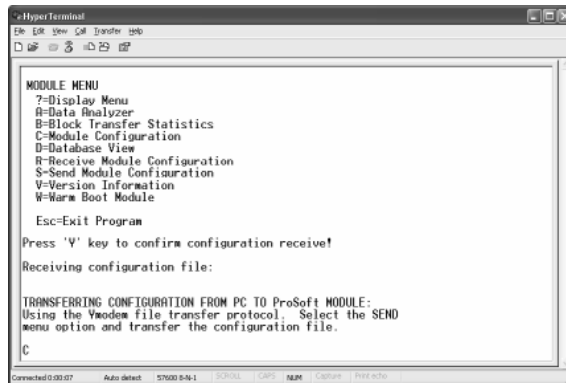 HyperTerminal
File Edit View Call Transfer Help
MODULE MENU
?=Display Menu
A=Data Analyzer
B=Block Transfer Statistics
C=Module Configuration
D=Database View
R=Receive Module Configuration
S=Send Module Configuration
V=Version Information
W=Warm Boot Module
Esc=Exit Program
Press 'Y' key to confirm configuration receive!
Receiving configuration file:
TRANSFERRING CONFIGURATION FROM PC TO ProSoft MODULE:
Using the Ymodem file transfer protocol.  Select the SEND
menu option and transfer the configuration file.
C
Connected 0:00:07 Auto detect 57600 8-N-1 SCROLL CAPS NUM Capture Print echo